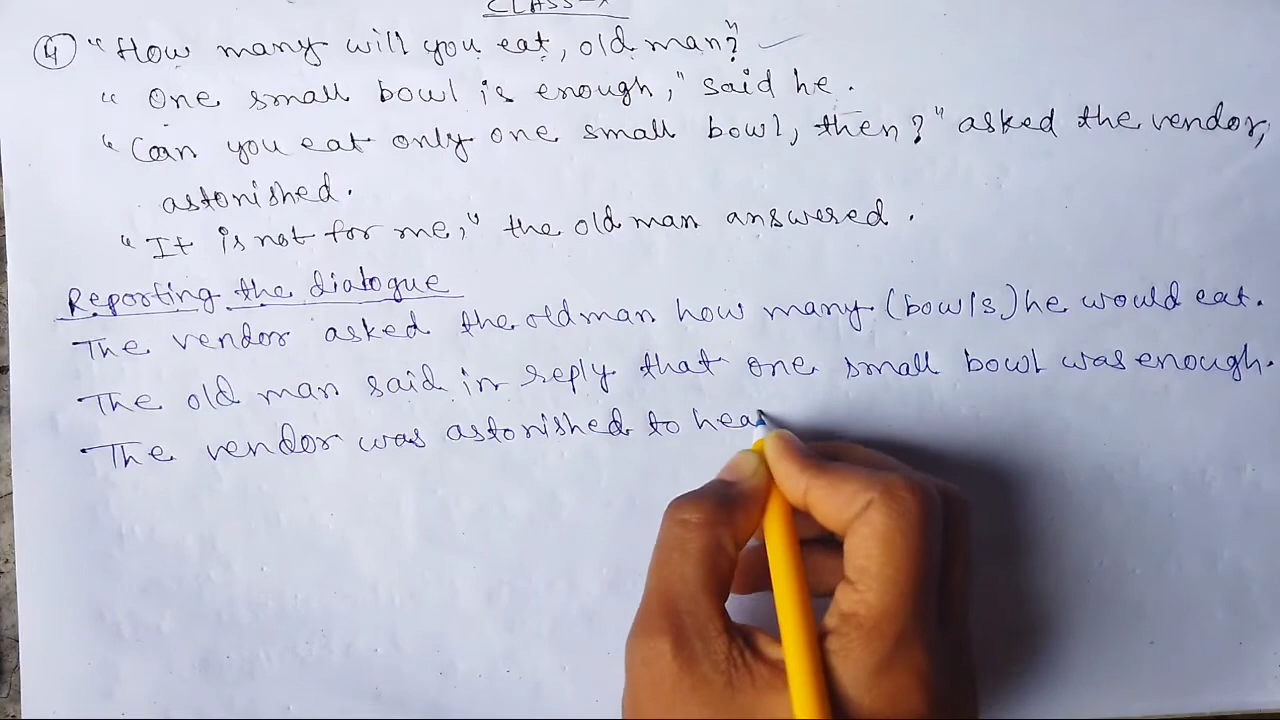 CLASS-X
④ "How many will you eat, old man?"
" One small bowl is enough," said he.
"Can you eat only one small bowl, then?" asked the vendor,
astonished.
"It is not for me," the old man answered.
Reporting the dialogue
The vendor asked the old man how many (bowls) he would eat.
The old man said in reply that one small bowl was enough.
The vendor was astonished to hea